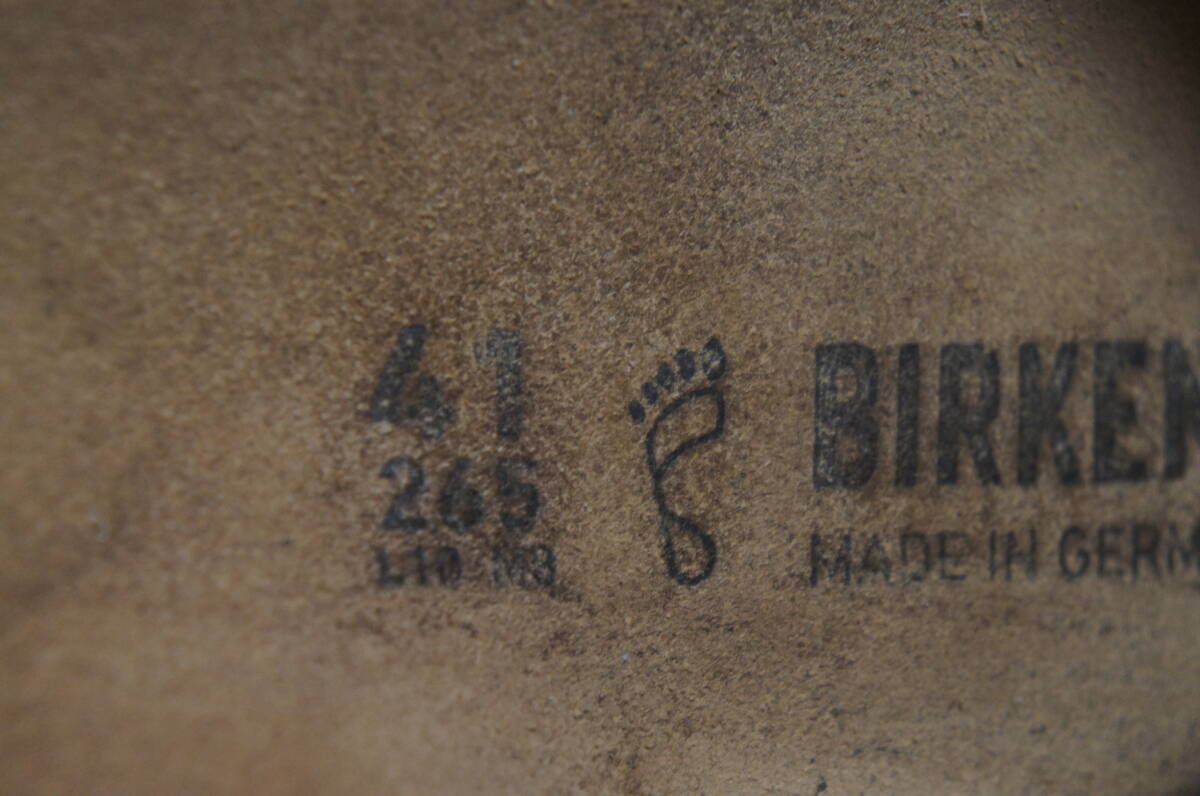 41
265
L10 M8
BIRKEN
MADE IN GERM